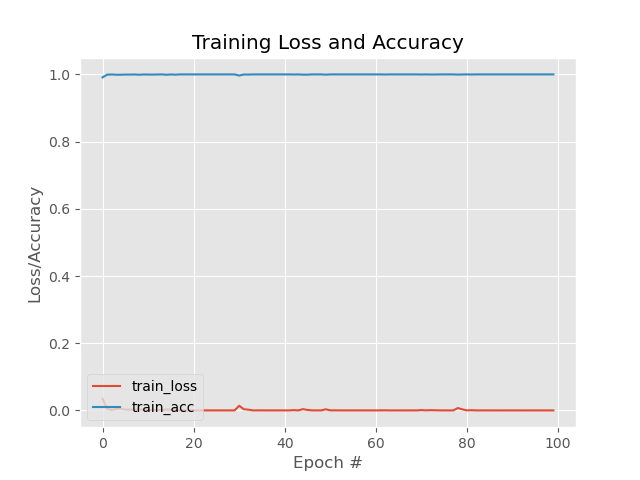 Training Loss and Accuracy
1.0
0.8
0.6
0.4
0.2
0.0
Loss/Accuracy
train_loss
train_acc
0 20 40 60 80 100
Epoch #